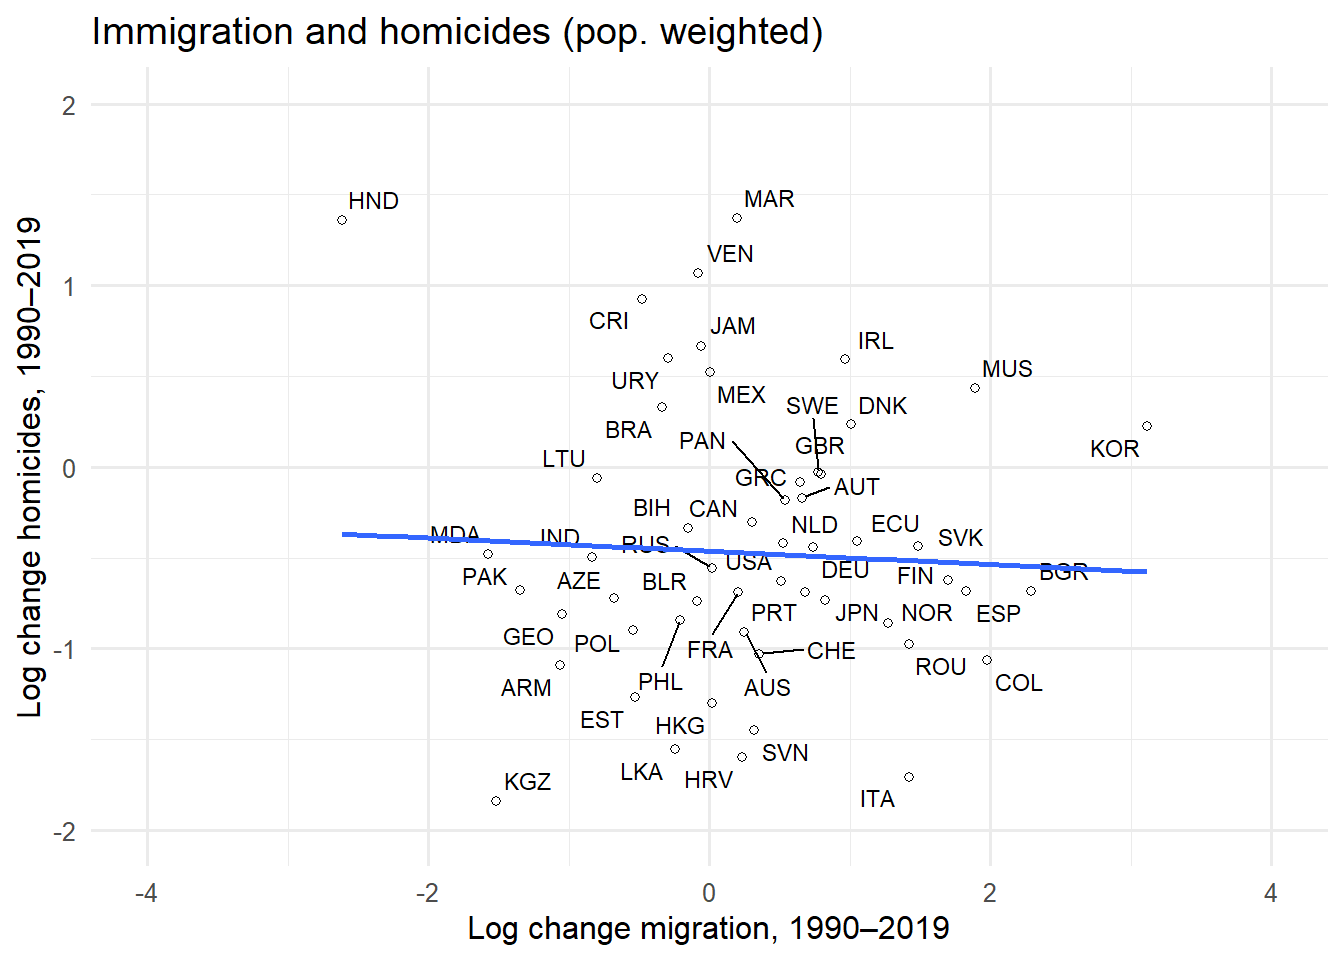 Immigration and homicides (pop. weighted)
Log change homicides, 1990–2019
2
1
0
-1
-2
HND
MAR
VEN
CRI
JAM
IRL
URY
MUS
MEX
SWE
DNK
BRA
PAN
GBR
KOR
LTU
GRC
AUT
BIH
CAN
NLD
ECU
MDA
IND
SVK
RUS
USA
PAK
AZE
BLR
DEU
FIN
BGR
PRT
JPN
NOR
ESP
GEO
POL
FRA
CHE
ROU
ARM
PHL
AUS
COL
EST
HKG
SVN
LKA
HRV
KGZ
ITA
-4
-2
0
2
4
Log change migration, 1990–2019